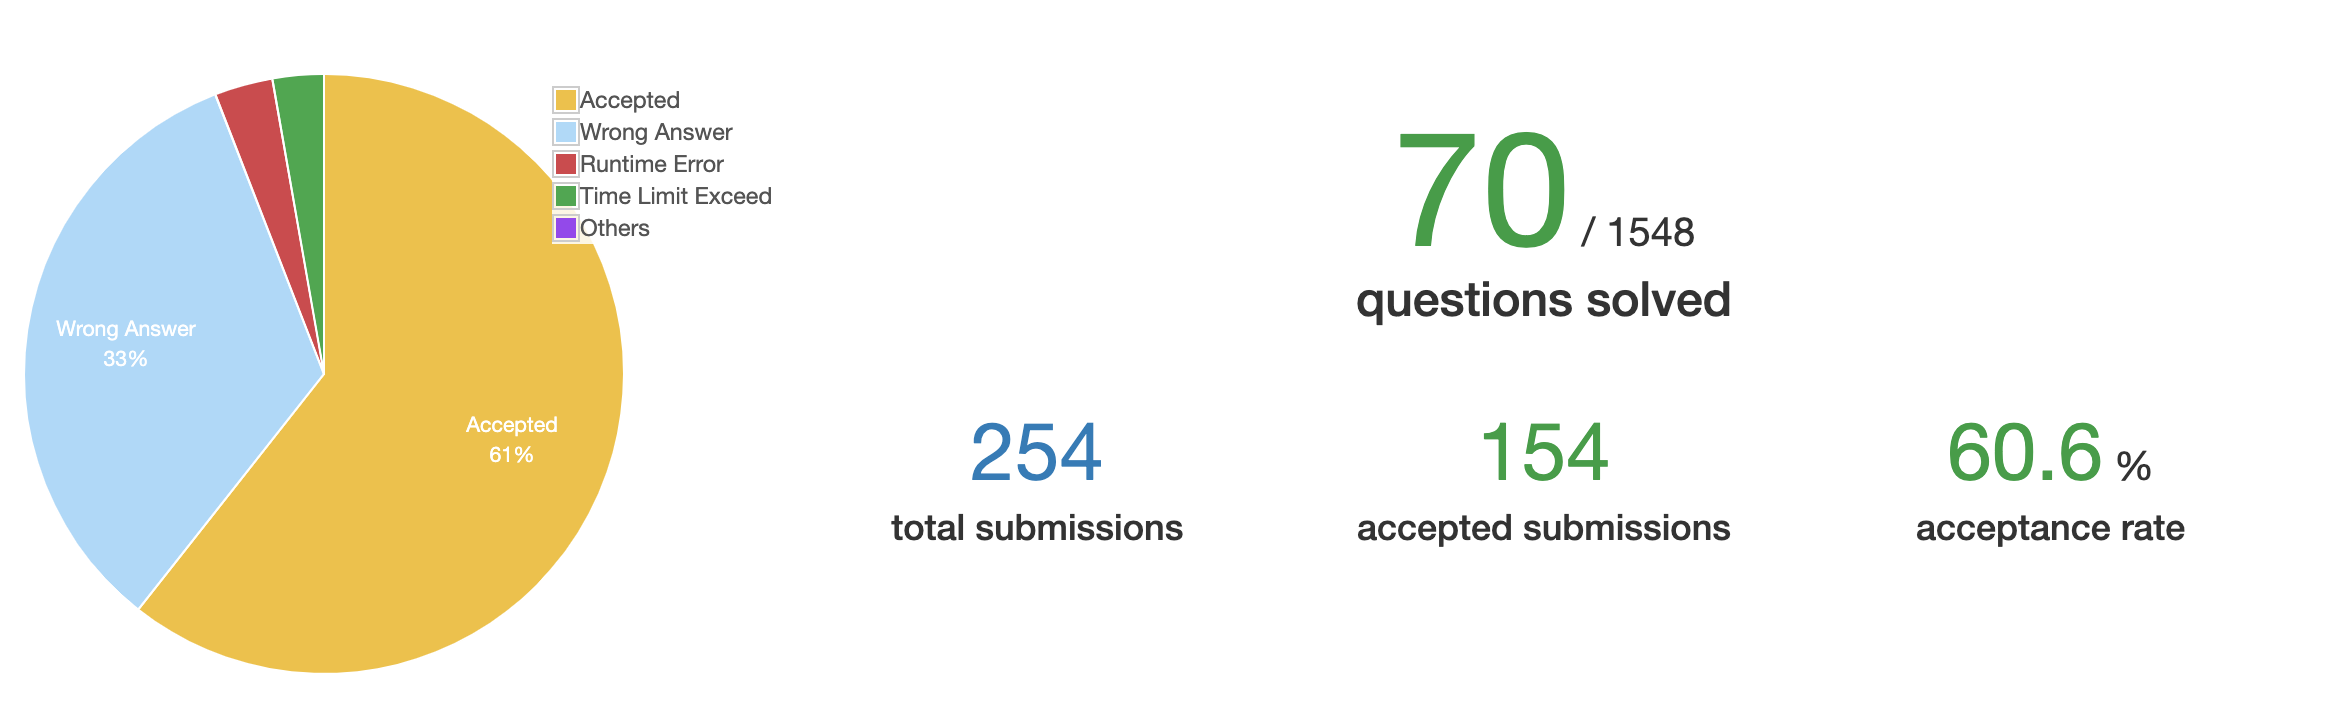 Accepted
Wrong Answer
Runtime Error
Time Limit Exceed
Others
Wrong Answer
33%
Accepted
61%
70 / 1548
questions solved
254
total submissions
154
accepted submissions
60.6 %
acceptance rate